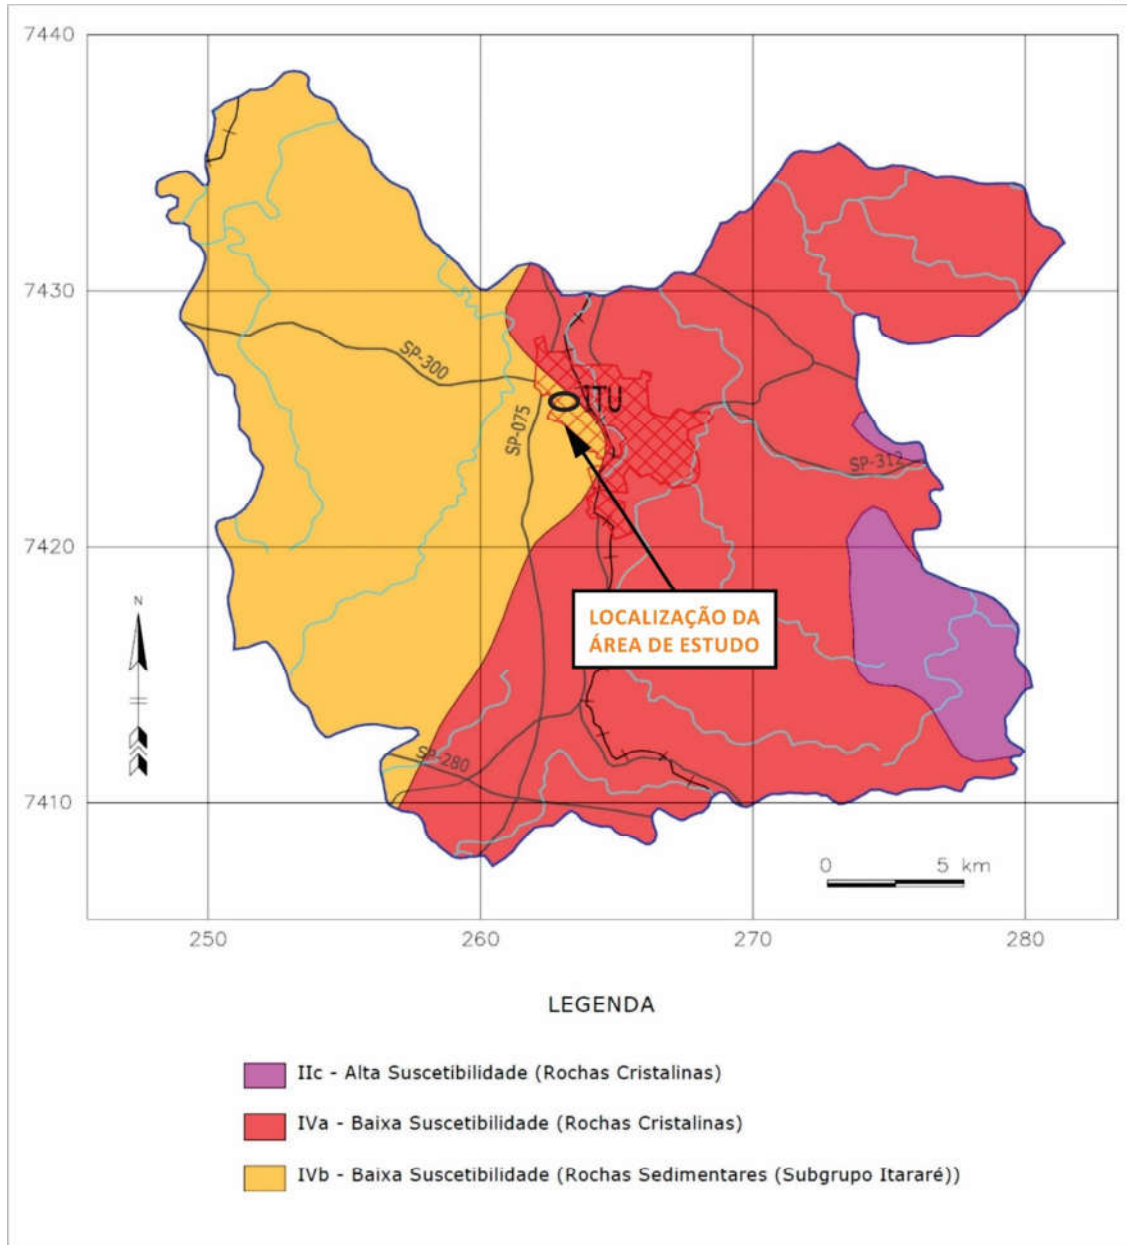 7440
7430
SP-300
SP-075
ITU
SP-312
7420
LOCALIZAÇÃO DA
ÁREA DE ESTUDO
N
SP-280
7410
0 5 km
250 260 270 280
LEGENDA
IIc - Alta Suscetibilidade (Rochas Cristalinas)
IVa - Baixa Suscetibilidade (Rochas Cristalinas)
IVb - Baixa Suscetibilidade (Rochas Sedimentares (Subgrupo Itararé))